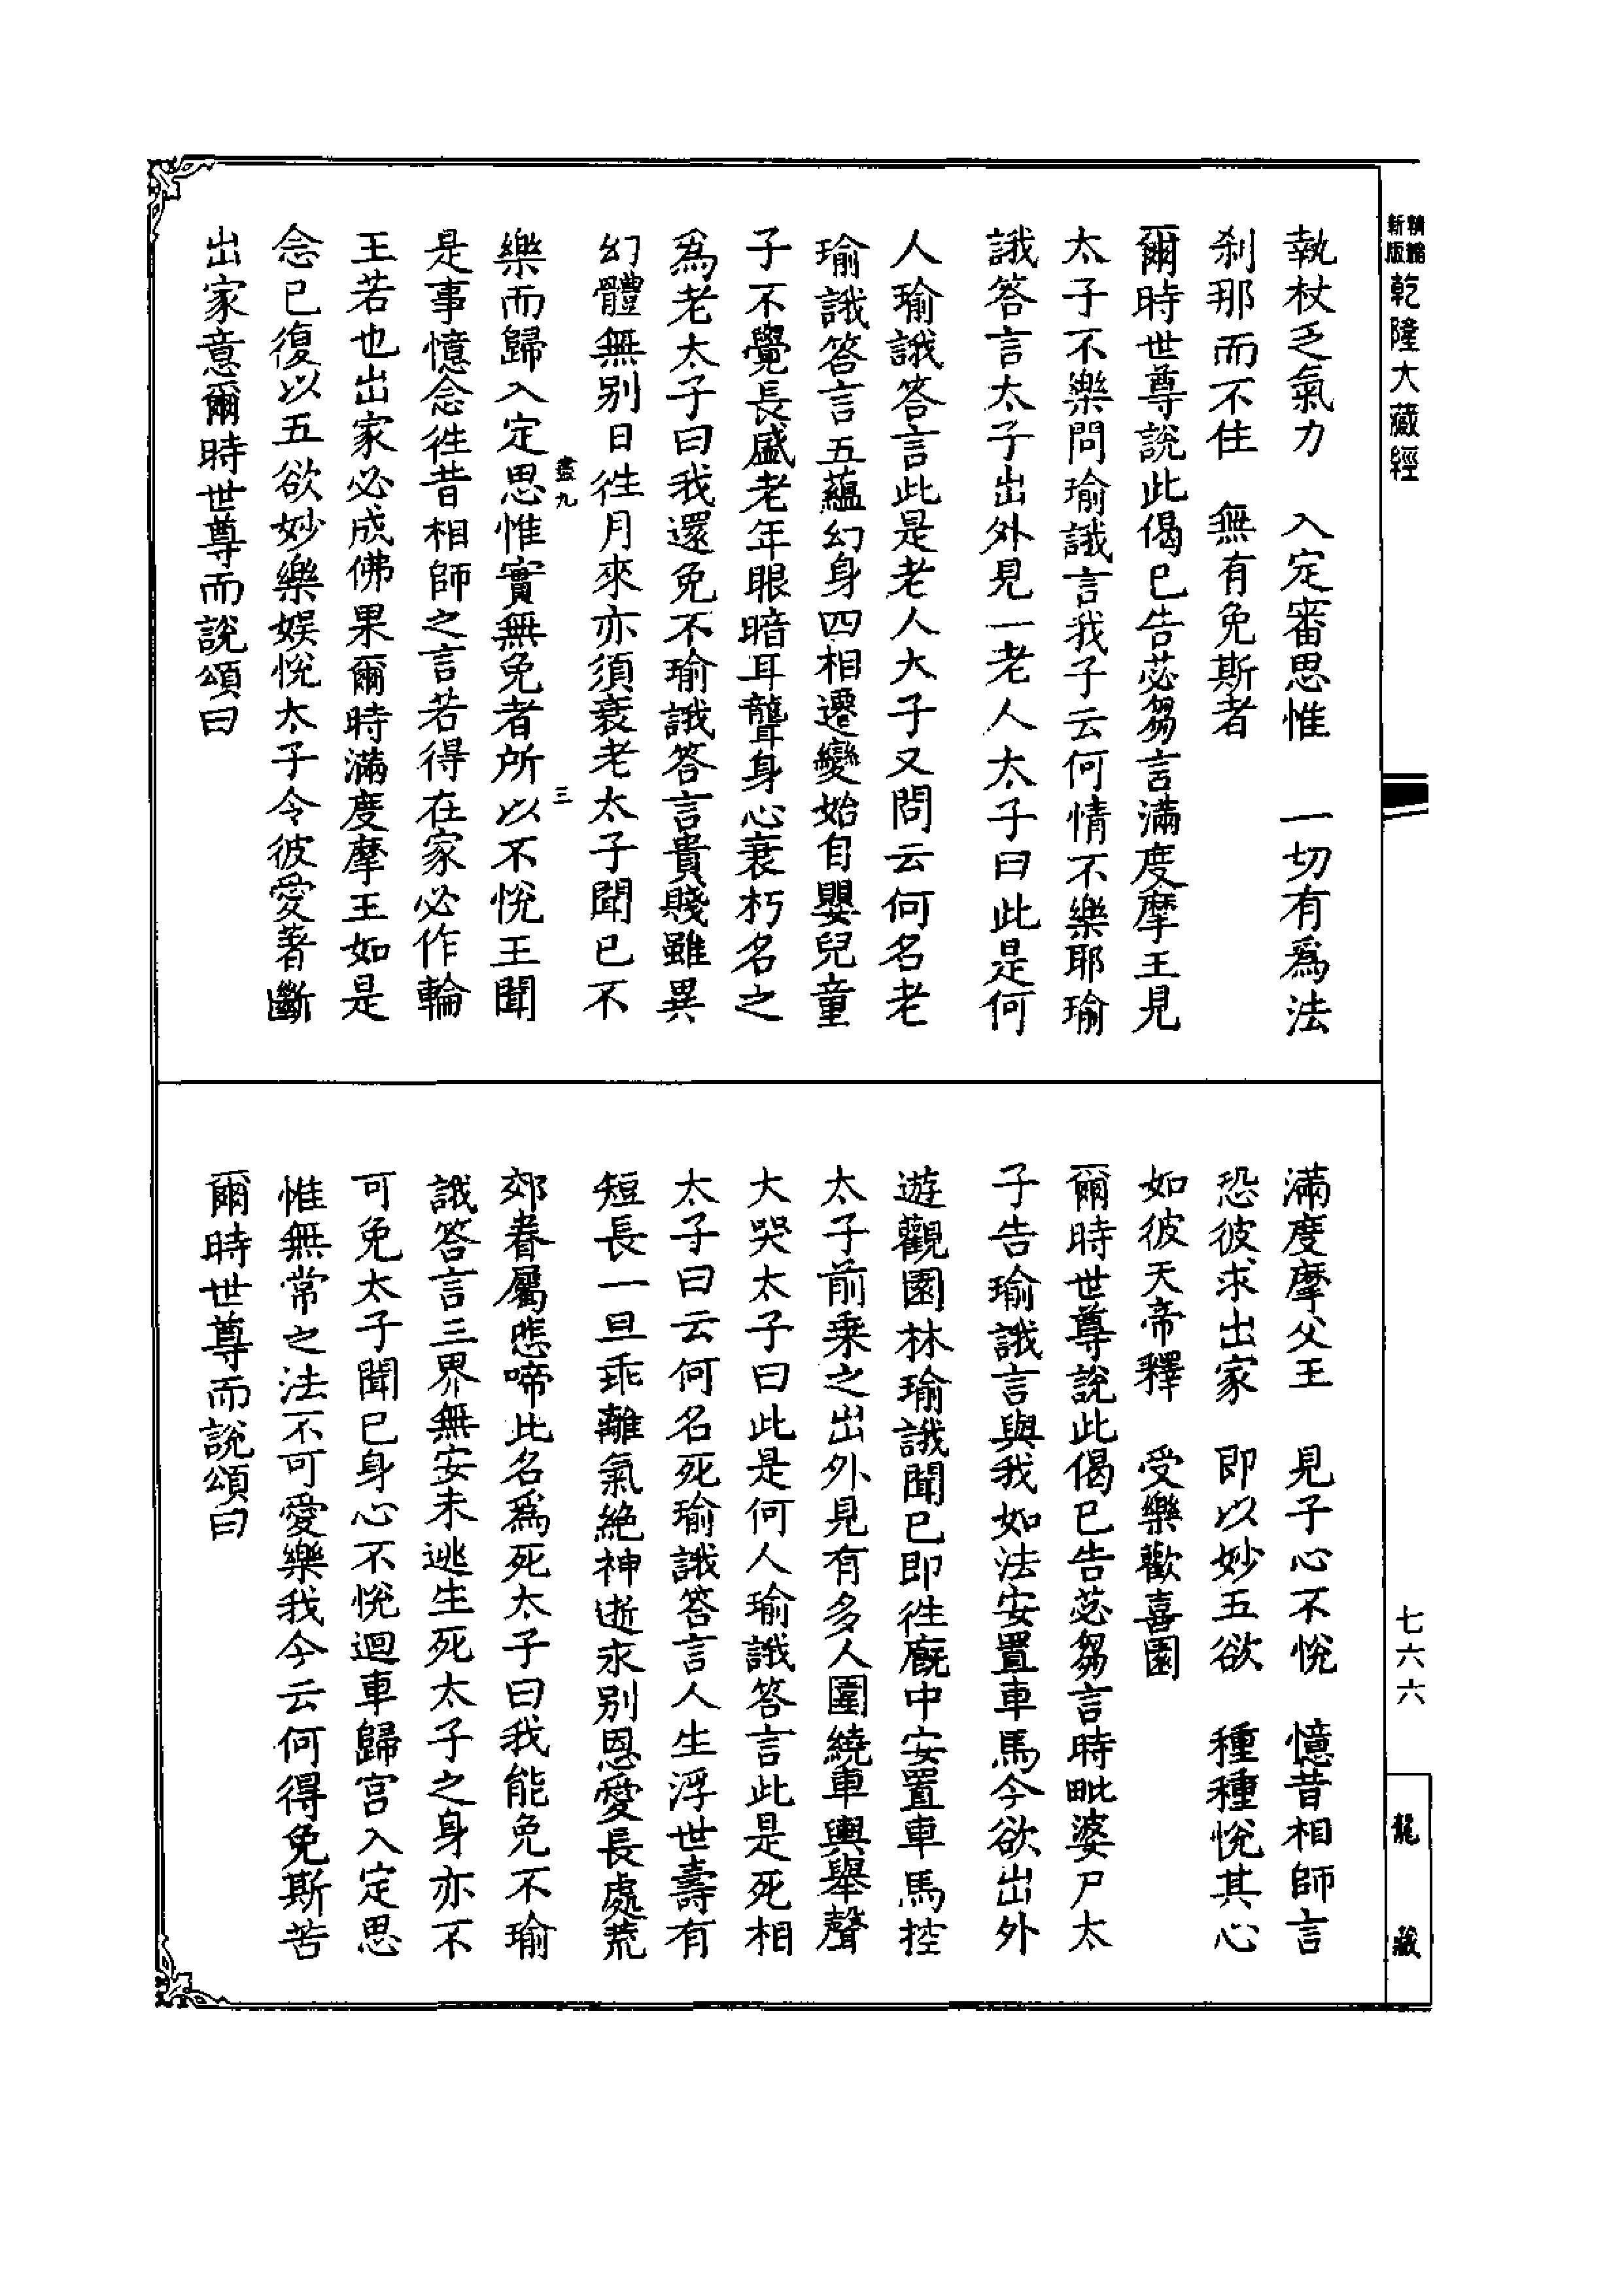 新版
精縮
乾隆大藏經
執杖乏氣力　入定審思惟　一切有爲法
刹那而不住　無有免斯者
爾時世尊說此偈已告苾芻言滿度摩王見
太子不樂問瑜誐言我子云何情不樂耶瑜
誐答言太子出外見一老人太子曰此是何
人瑜誐答言此是老人大子又問云何名老
瑜誐答言五蘊幻身四相遷變始自嬰兒童
子不覺長盛老年眼暗耳聾身心衰朽名之
爲老太子曰我還免不瑜誐答言貴賤雖異
幻體無别日徃月來亦須衰老太子聞已不
樂而歸入定思惟實無免者所以不悅王聞
盡九
三
是事憶念徃昔相師之言若得在家必作輪
王若也出家必成佛果爾時滿度摩王如是
念已復以五欲妙樂娛悅太子令彼愛著斷
出家意爾時世尊而說頌曰
滿度摩父王　見子心不悅　憶昔相師言
恐彼求出家　即以妙五欲　種種悅其心
如彼天帝釋　受樂歡喜園
爾時世尊說此偈已告苾芻言時毗婆尸太
子告瑜誐言與我如法安置車馬今欲出外
遊觀園林瑜誐聞已即徃廐中安置車馬控
太子前乗之出外見有多人圍繞車輿舉聲
大哭太子曰此是何人瑜誐答言此是死相
太子曰云何名死瑜誐答言人生浮世壽有
短長一旦乖離氣絶神逝永别恩愛長處荒
郊眷屬悲啼此名爲死太子曰我能免不瑜
誐答言三界無安未逃生死太子之身亦不
可免太子聞已身心不悅迴車歸宫入定思
惟無常之法不可愛樂我今云何得免斯苦
爾時世尊而說頌曰
七六六
龍藏